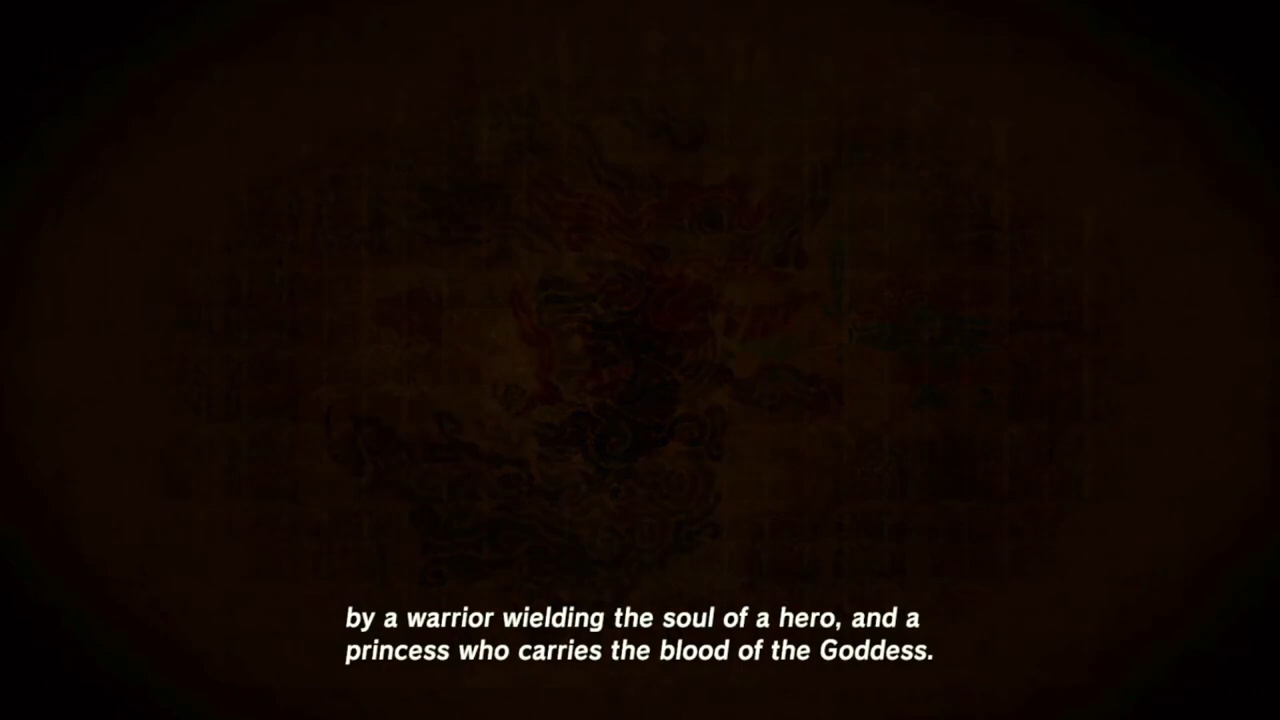 by a warrior wielding the soul of a hero, and a
princess who carries the blood of the Goddess.